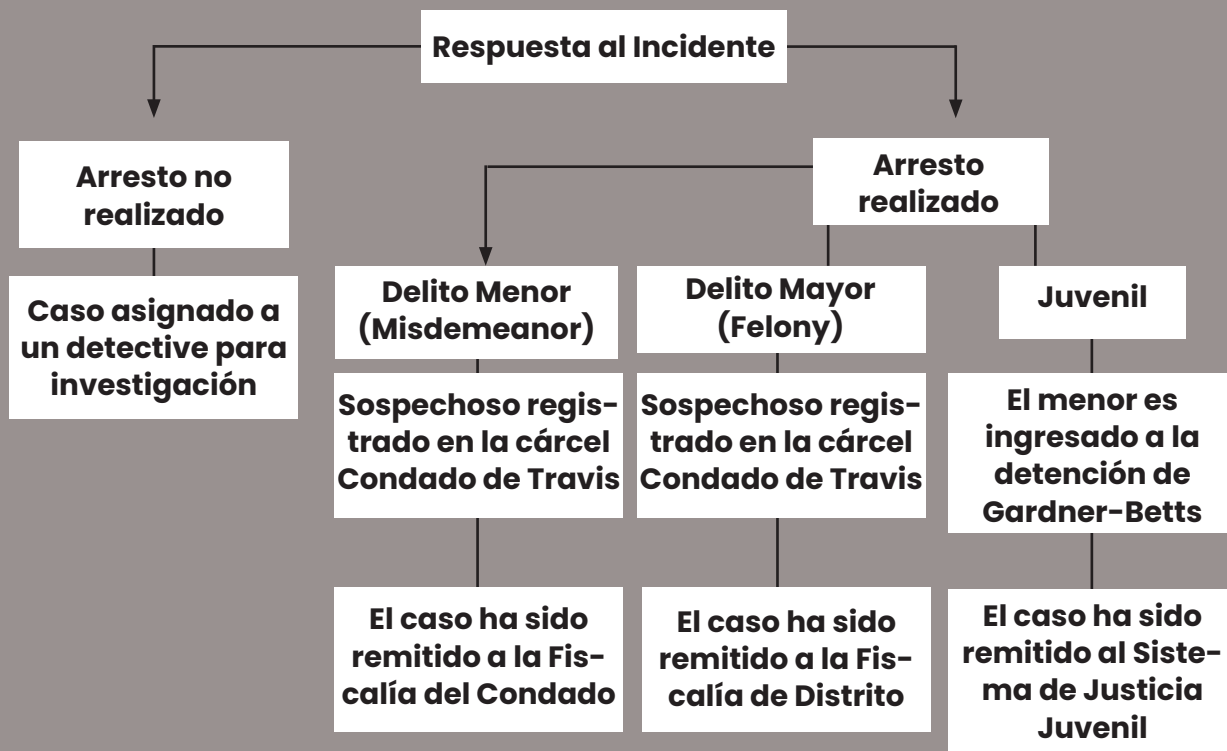 Respuesta al Incidente
Arresto no
realizado
Caso asignado a
un detective para
investigación
Arresto
realizado
Delito Menor
(Misdemeanor)
Sospechoso regis-
trado en la cárcel
Condado de Travis
El caso ha sido
remitido a la Fis-
calía del Condado
Delito Mayor
(Felony)
Sospechoso regis-
trado en la cárcel
Condado de Travis
El caso ha sido
remitido a la Fis-
calía de Distrito
Juvenil
El menor es
ingresado a la
detención de
Gardner-Betts
El caso ha sido
remitido al Siste-
ma de Justicia
Juvenil